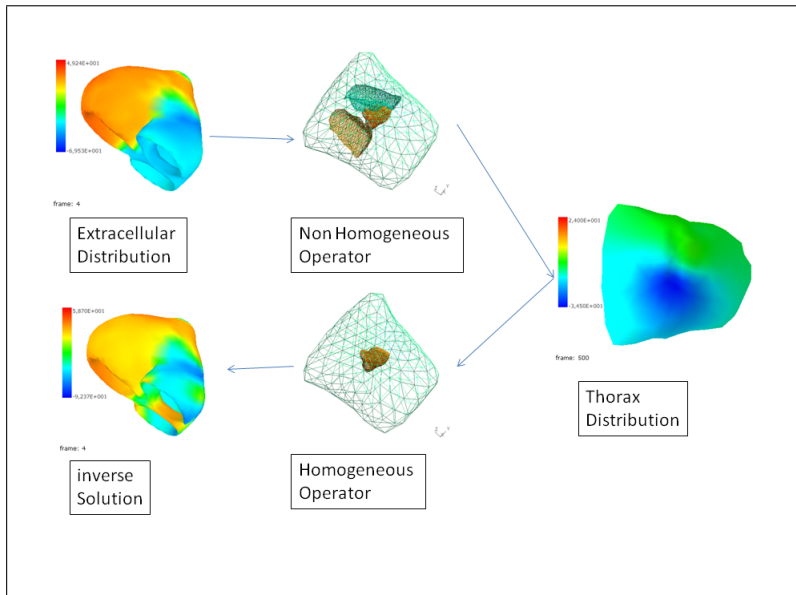 4,924E+001
-6,953E+001
frame: 4
Extracellular
Distribution
Z
Y
Non Homogeneous
Operator
2,400E+001
-3,450E+001
frame: 500
Thorax
Distribution
5,870E+001
-9,237E+001
frame: 4
inverse
Solution
Z
Y
Homogeneous
Operator